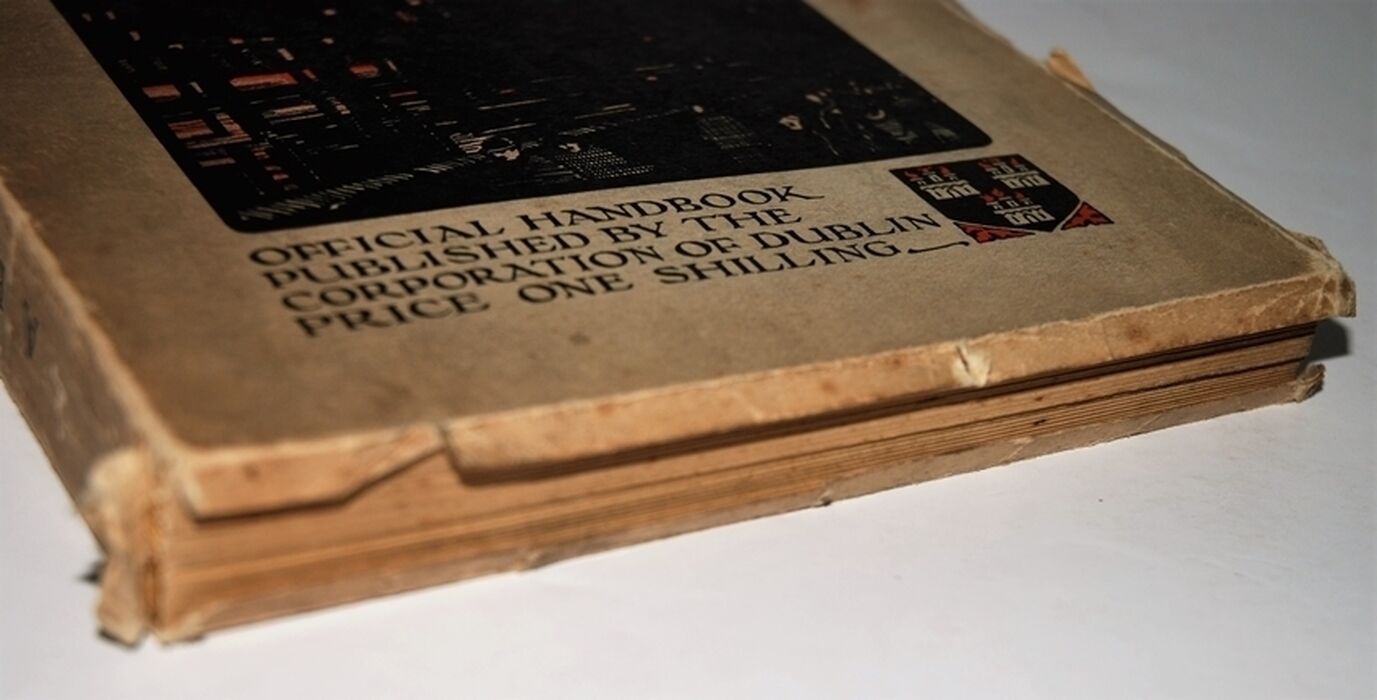 OFFICIAL HANDBOOK
PUBLISHED BY THE
CORPORATION OF DUBLIN
PRICE ONE SHILLING